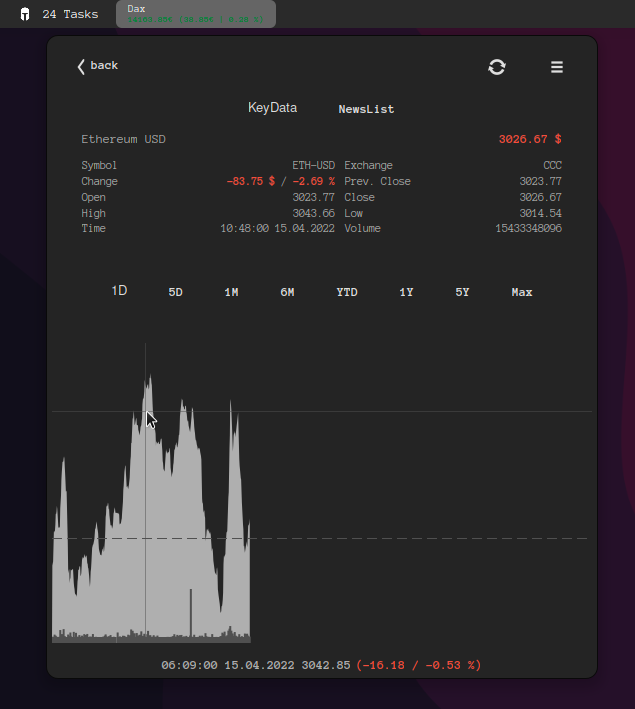 24 Tasks
Dax
back
KeyData NewsList
Ethereum USD 3026.67 $
Symbol ETH-USD Exchange CCC
Change -83.75 $ / -2.69 % Prev. Close 3023.77
Open 3023.77 Close 3026.67
High 3043.66 Low 3014.54
Time 10:48:00 15.04.2022 Volume 15433348096
1D 5D 1M 6M YTD 1Y 5Y Max
06:09:00 15.04.2022 3042.85 (-16.18 / -0.53 %)